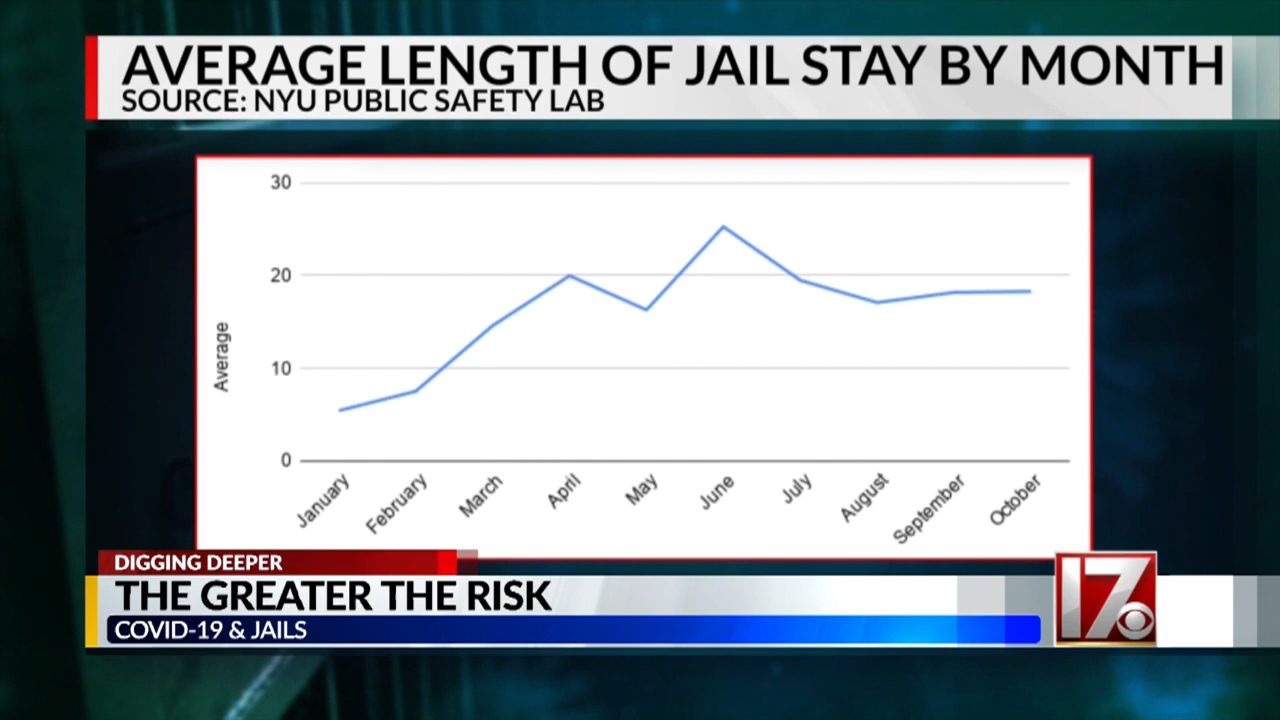 AVERAGE LENGTH OF JAIL STAY BY MONTH
SOURCE: NYU PUBLIC SAFETY LAB
30
20
10
0
Average
January
February
March
April
May
June
July
August
September
October
DIGGING DEEPER
THE GREATER THE RISK
COVID-19 & JAILS
17